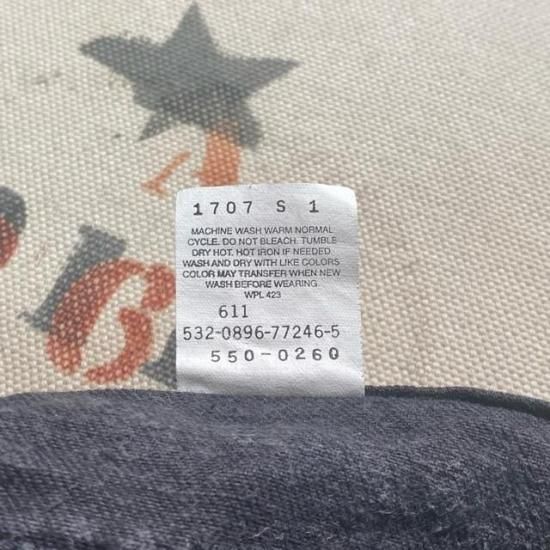 1707 S 1
MACHINE WASH WARM NORMAL
CYCLE. DO NOT BLEACH. TUMBLE
DRY HOT. HOT IRON IF NEEDED
WASH AND DRY WITH LIKE COLORS
COLOR MAY TRANSFER WHEN NEW
WASH BEFORE WEARING.
WPL 423
611
532-0896-77246-5
550-0260